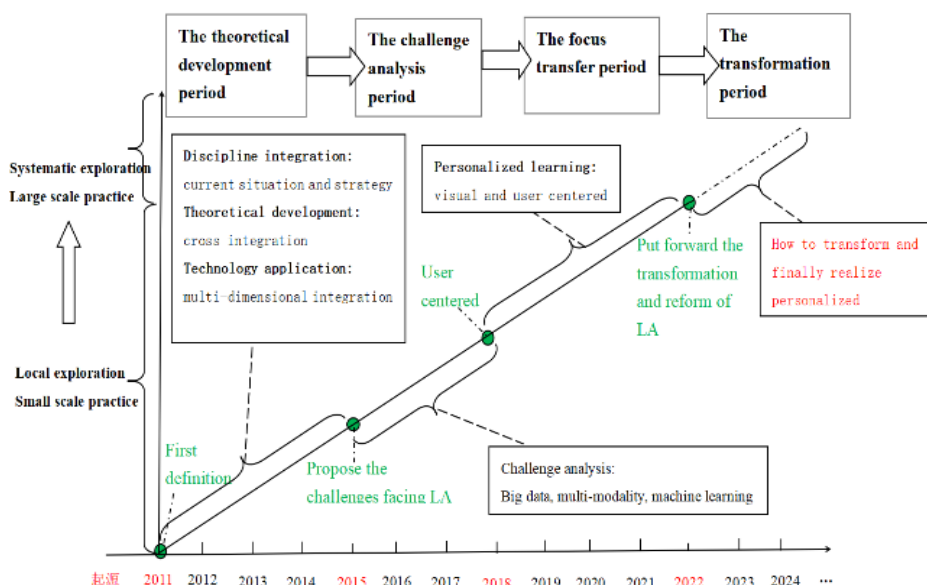 The theoretical
development
period
The challenge
analysis
period
The focus
transfer period
The
transformation
period
Systematic exploration
Large scale practice
Local exploration
Small scale practice
Discipline integration:
current situation and strategy
Theoretical development:
cross integration
Technology application:
multi-dimensional integration
Personalized learning:
visual and user centered
User
centered
Put forward the
transformation
and reform of
LA
How to transform and
finally realize
personalized
First
definition
Propose the
challenges facing LA
Challenge analysis:
Big data, multi-modality, machine learning
起源 2011 2012 2013 2014 2015 2016 2017 2018 2019 2020 2021 2022 2023 2024 ...